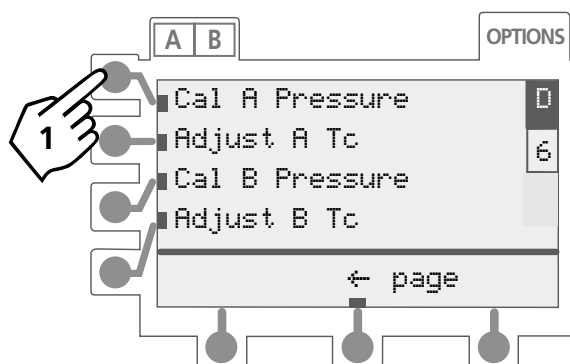 A B
OPTIONS
Cal A Pressure D
1
Adjust A Tc 6
Cal B Pressure
Adjust B Tc
← page